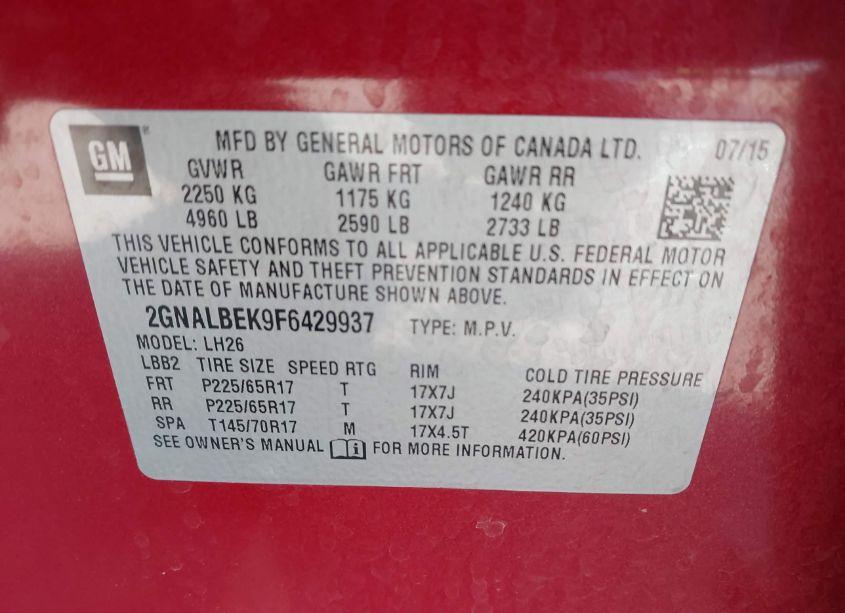 GM® MFD BY GENERAL MOTORS OF CANADA LTD. 07/15
GVWR GAWR FRT GAWR RR
2250 KG 1175 KG 1240 KG
4960 LB 2590 LB 2733 LB
THIS VEHICLE CONFORMS TO ALL APPLICABLE U.S. FEDERAL MOTOR
VEHICLE SAFETY AND THEFT PREVENTION STANDARDS IN EFFECT ON
THE DATE OF MANUFACTURE SHOWN ABOVE.
2GNALBEK9F6429937 TYPE: M.P.V.
MODEL: LH26
LBB2 TIRE SIZE SPEED RTG RIM COLD TIRE PRESSURE
FRT P225/65R17 T 17X7J 240KPA(35PSI)
RR P225/65R17 T 17X7J 240KPA(35PSI)
SPA T145/70R17 M 17X4.5T 420KPA(60PSI)
SEE OWNER'S MANUAL FOR MORE INFORMATION.